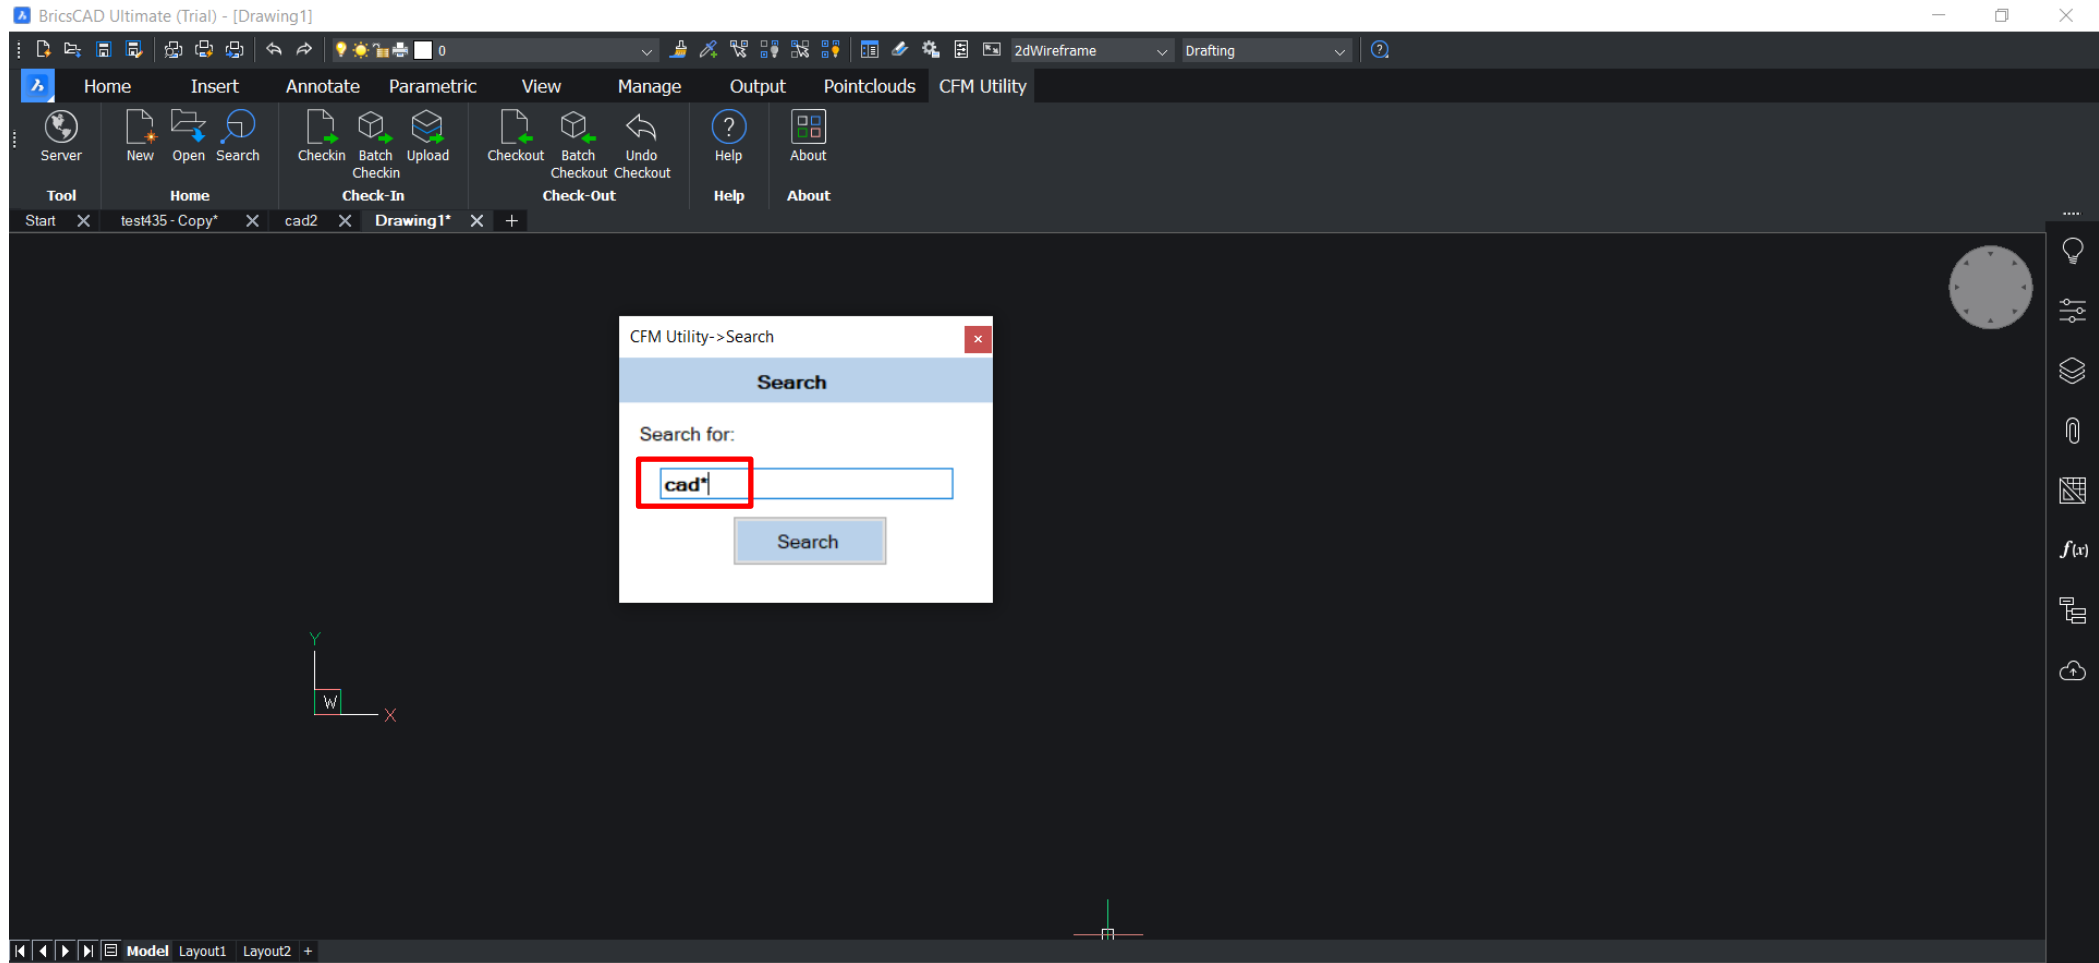 BricsCAD Ultimate (Trial) - [Drawing1]
0 2dWireframe Drafting
Home Insert Annotate Parametric View Manage Output Pointclouds CFM Utility
Server New Open Search Checkin Batch Checkin Upload Checkout Batch Checkout Undo Checkout Help About
Tool Home Check-In Check-Out Help About
Start test435 - Copy* cad2 Drawing1* +
CFM Utility->Search
Search
Search for:
cad*
Search
f(x)
Y
W X
Model Layout1 Layout2 +